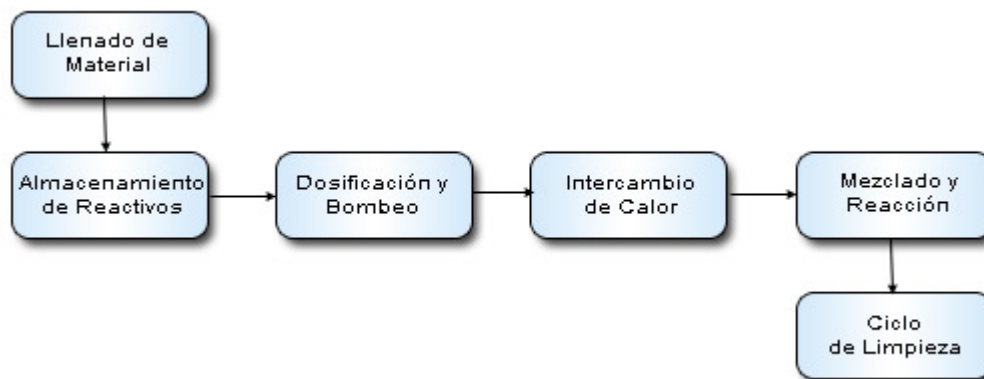 Llenado de
Material
Almacenamiento
de Reactivos
Dosificación y
Bombeo
Intercambio
de Calor
Mezclado y
Reacción
Ciclo
de Limpieza